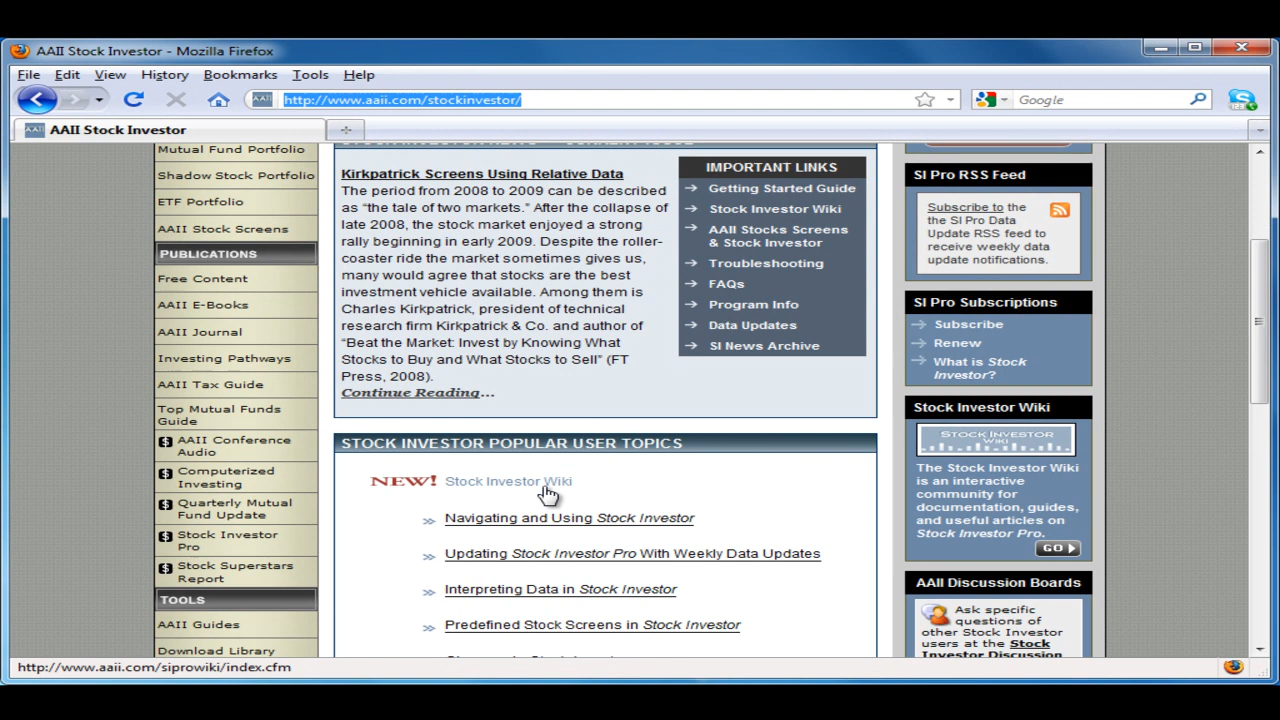 AAII Stock Investor - Mozilla Firefox
File Edit View History Bookmarks Tools Help
http://www.aaii.com/stockinvestor/
Google
AAII Stock Investor
Mutual Fund Portfolio
Shadow Stock Portfolio
ETF Portfolio
AAII Stock Screens
PUBLICATIONS
Free Content
AAII E-Books
AAII Journal
Investing Pathways
AAII Tax Guide
Top Mutual Funds
Guide
$ AAII Conference
Audio
$ Computerized
Investing
$ Quarterly Mutual
Fund Update
$ Stock Investor
Pro
$ Stock Superstars
Report
TOOLS
AAII Guides
Download Library
Kirkpatrick Screens Using Relative Data
The period from 2008 to 2009 can be described
as “the tale of two markets.” After the collapse of
late 2008, the stock market enjoyed a strong
rally beginning in early 2009. Despite the roller-
coaster ride the market sometimes gives us,
many would agree that stocks are the best
investment vehicle available. Among them is
Charles Kirkpatrick, president of technical
research firm Kirkpatrick & Co. and author of
“Beat the Market: Invest by Knowing What
Stocks to Buy and What Stocks to Sell” (FT
Press, 2008).
Continue Reading...
IMPORTANT LINKS
Getting Started Guide
Stock Investor Wiki
AAII Stocks Screens
& Stock Investor
Troubleshooting
FAQs
Program Info
Data Updates
SI News Archive
STOCK INVESTOR POPULAR USER TOPICS
NEW! Stock Investor Wiki
Navigating and Using Stock Investor
Updating Stock Investor Pro With Weekly Data Updates
Interpreting Data in Stock Investor
Predefined Stock Screens in Stock Investor
SI Pro RSS Feed
Subscribe to the
the SI Pro Data
Update RSS feed to
receive weekly data
update notifications.
SI Pro Subscriptions
Subscribe
Renew
What is Stock
Investor?
Stock Investor Wiki
STOCK INVESTOR
WIKI
The Stock Investor Wiki
is an interactive
community for
documentation, guides,
and useful articles on
Stock Investor Pro.
GO
AAII Discussion Boards
Ask specific
questions of
other Stock Investor
users at the Stock
Investor Discussion
http://www.aaii.com/siprowiki/index.cfm